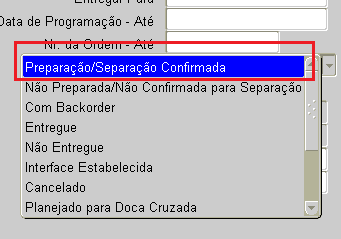 Entregar Para
Data de Programação - Até
Nr. da Ordem - Até
Preparação/Separação Confirmada
Não Preparada/Não Confirmada para Separação
Com Backorder
Entregue
Não Entregue
Interface Estabelecida
Cancelado
Planejado para Doca Cruzada